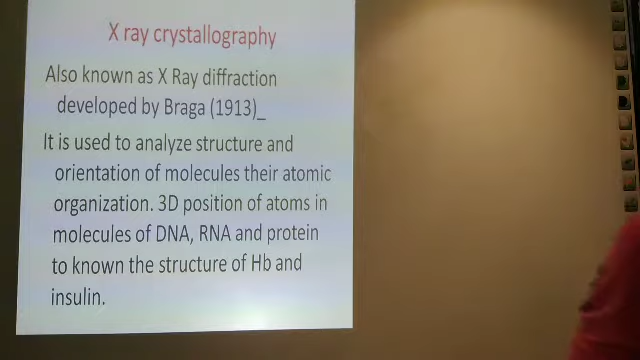 X ray crystallography
Also known as X Ray diffraction
developed by Braga (1913)_
It is used to analyze structure and
orientation of molecules their atomic
organization. 3D position of atoms in
molecules of DNA, RNA and protein
to known the structure of Hb and
insulin.